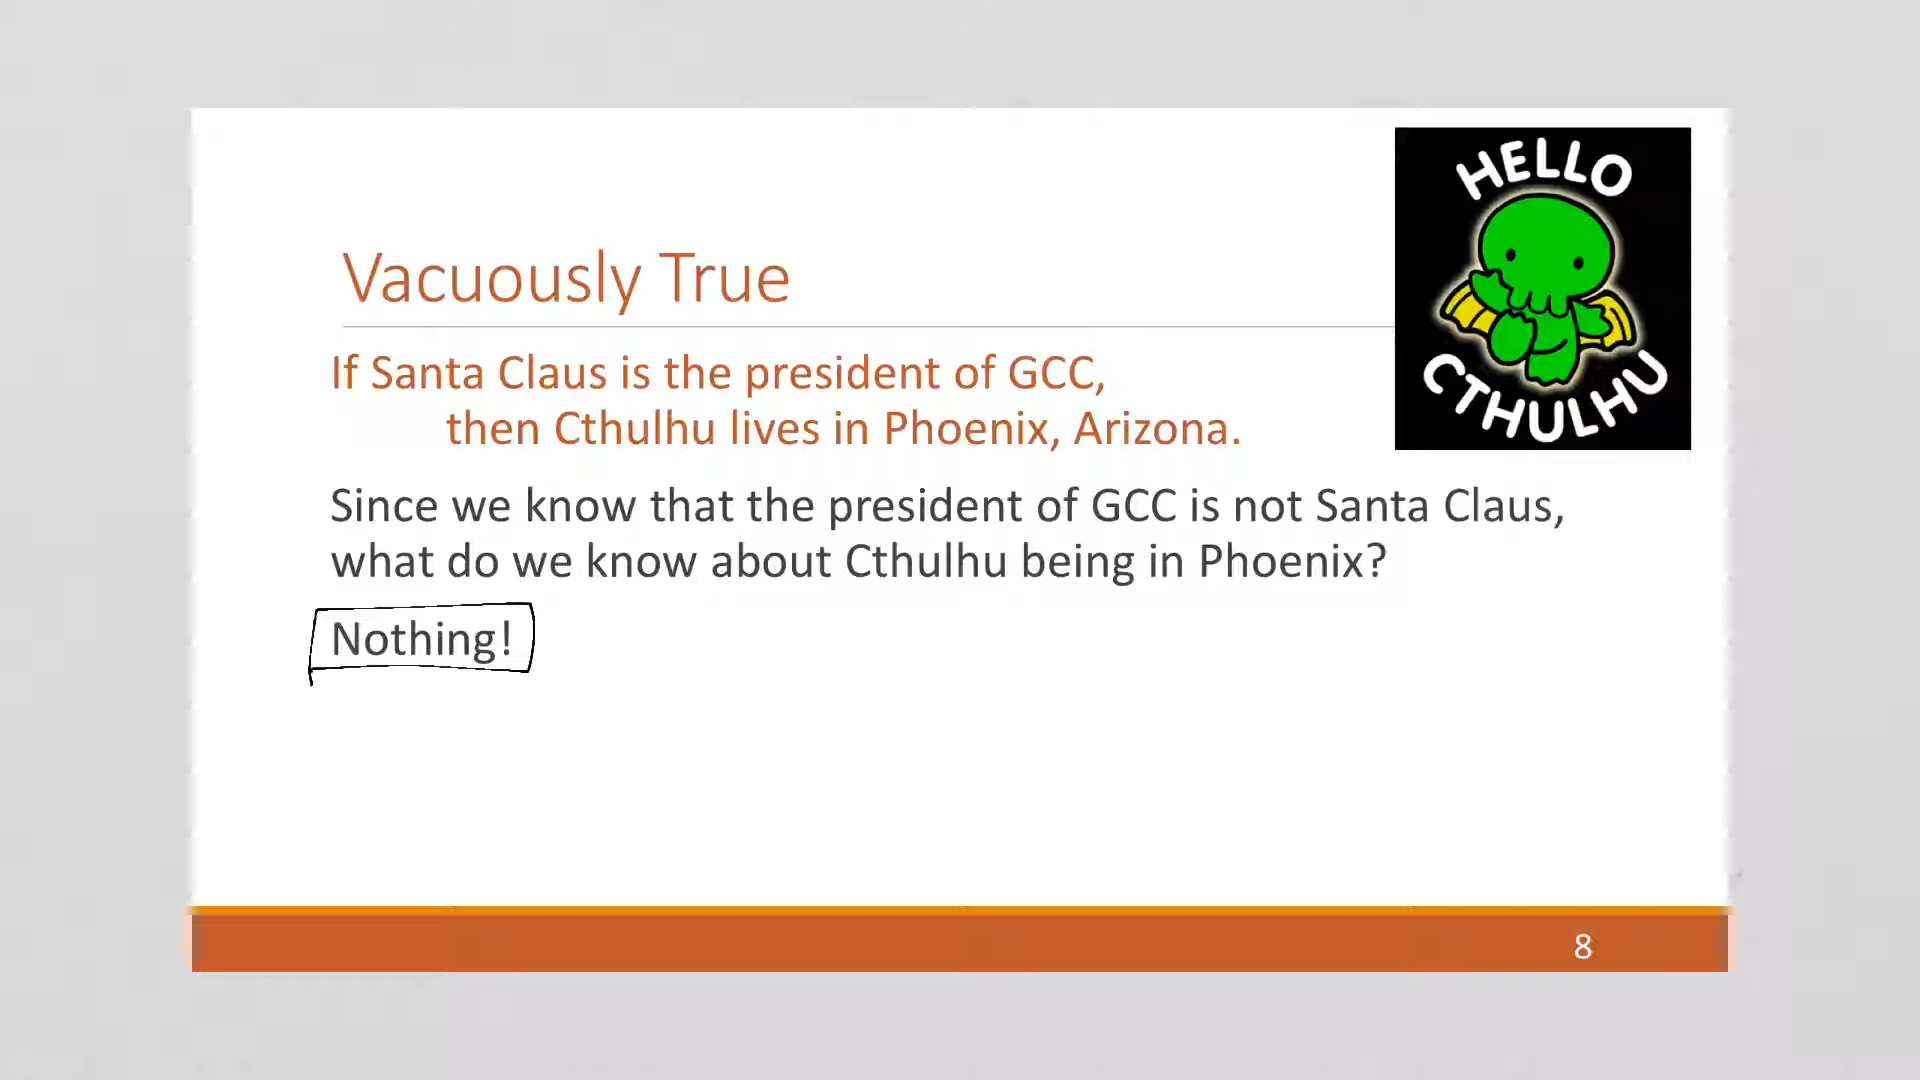 HELLO
CTHULHU
Vacuously True
If Santa Claus is the president of GCC,
then Cthulhu lives in Phoenix, Arizona.
Since we know that the president of GCC is not Santa Claus,
what do we know about Cthulhu being in Phoenix?
Nothing!
8